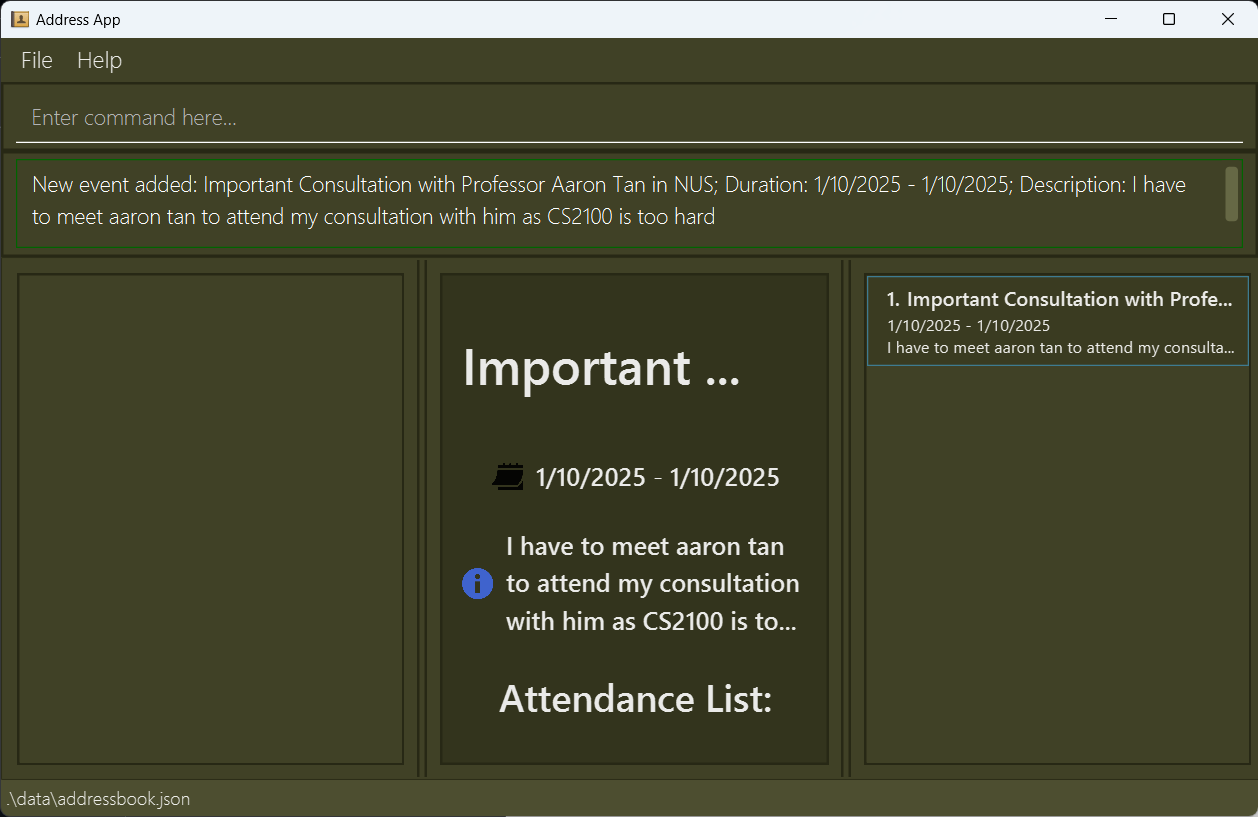 Address App
File Help
Enter command here...
New event added: Important Consultation with Professor Aaron Tan in NUS; Duration: 1/10/2025 - 1/10/2025; Description: I have
to meet aaron tan to attend my consultation with him as CS2100 is too hard
Important ...
1/10/2025 - 1/10/2025
I have to meet aaron tan
to attend my consultation
with him as CS2100 is to...
Attendance List:
1. Important Consultation with Profe...
1/10/2025 - 1/10/2025
I have to meet aaron tan to attend my consulta...
.\data\addressbook.json